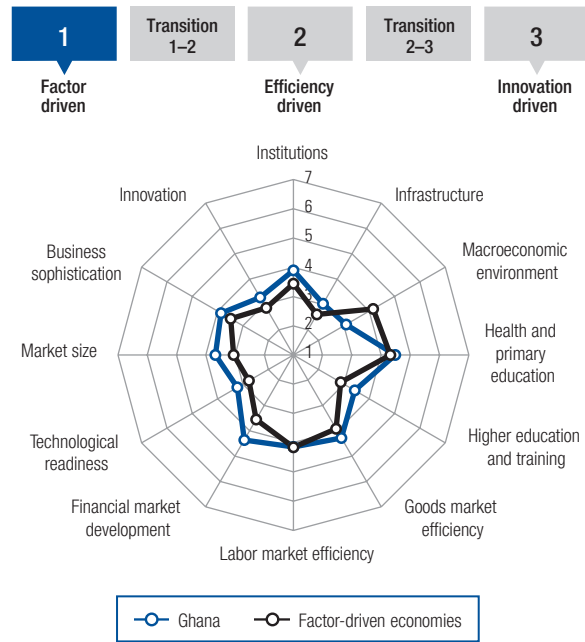 1
Transition
1–2
2
Transition
2–3
3
Factor
driven
Efficiency
driven
Innovation
driven
Institutions
7
6
5
4
3
2
1
Infrastructure
Macroeconomic
environment
Health and
primary
education
Higher education
and training
Goods market
efficiency
Labor market efficiency
Financial market
development
Technological
readiness
Market size
Business
sophistication
Innovation
Ghana
Factor-driven economies